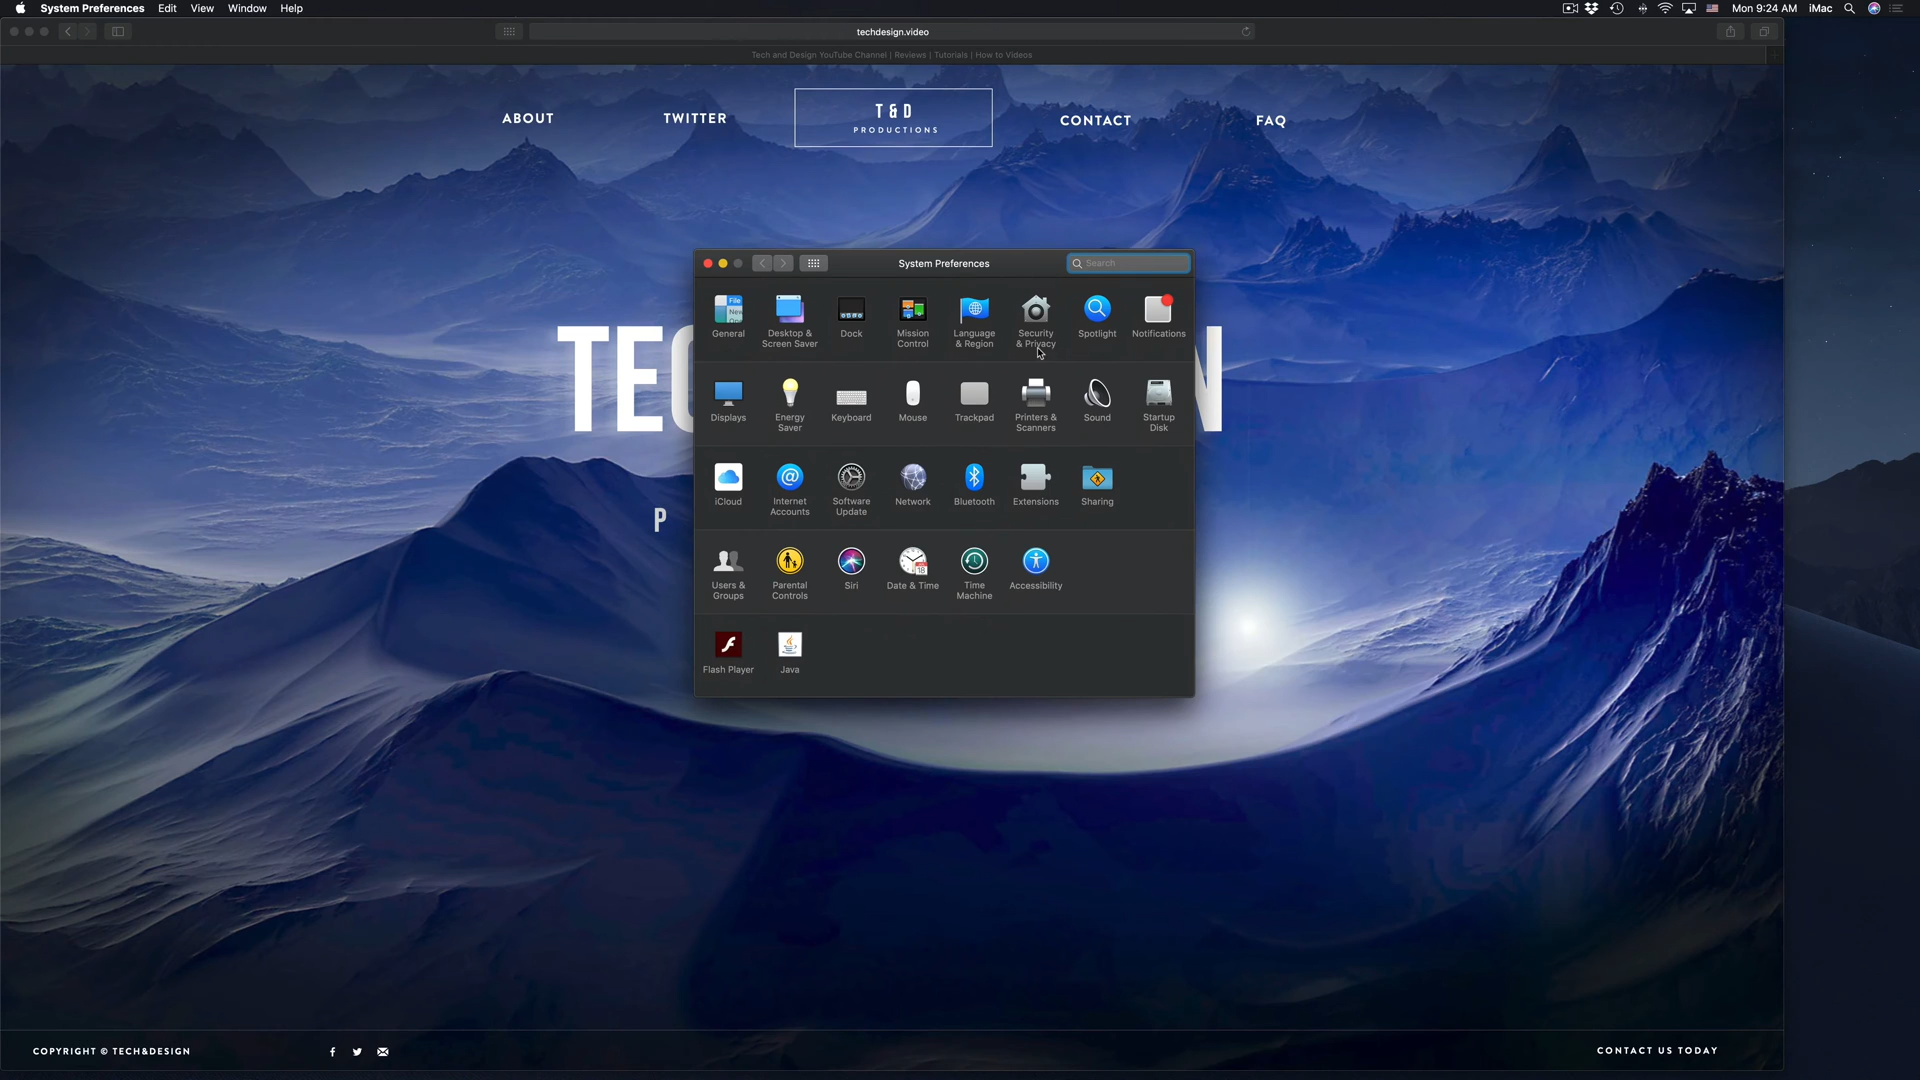 System Preferences Edit View Window Help
Mon 9:24 AM iMac
techdesign.video
Tech and Design YouTube Channel | Reviews | Tutorials | How to Videos
ABOUT
TWITTER
T & D
PRODUCTIONS
CONTACT
FAQ
System Preferences
Search
General
Desktop &
Screen Saver
Dock
Mission
Control
Language
& Region
Security
& Privacy
Spotlight
Notifications
Displays
Energy
Saver
Keyboard
Mouse
Trackpad
Printers &
Scanners
Sound
Startup
Disk
iCloud
Internet
Accounts
Software
Update
Network
Bluetooth
Extensions
Sharing
Users &
Groups
Parental
Controls
Siri
Date & Time
Time
Machine
Accessibility
Flash Player
Java
COPYRIGHT © TECH&DESIGN
CONTACT US TODAY